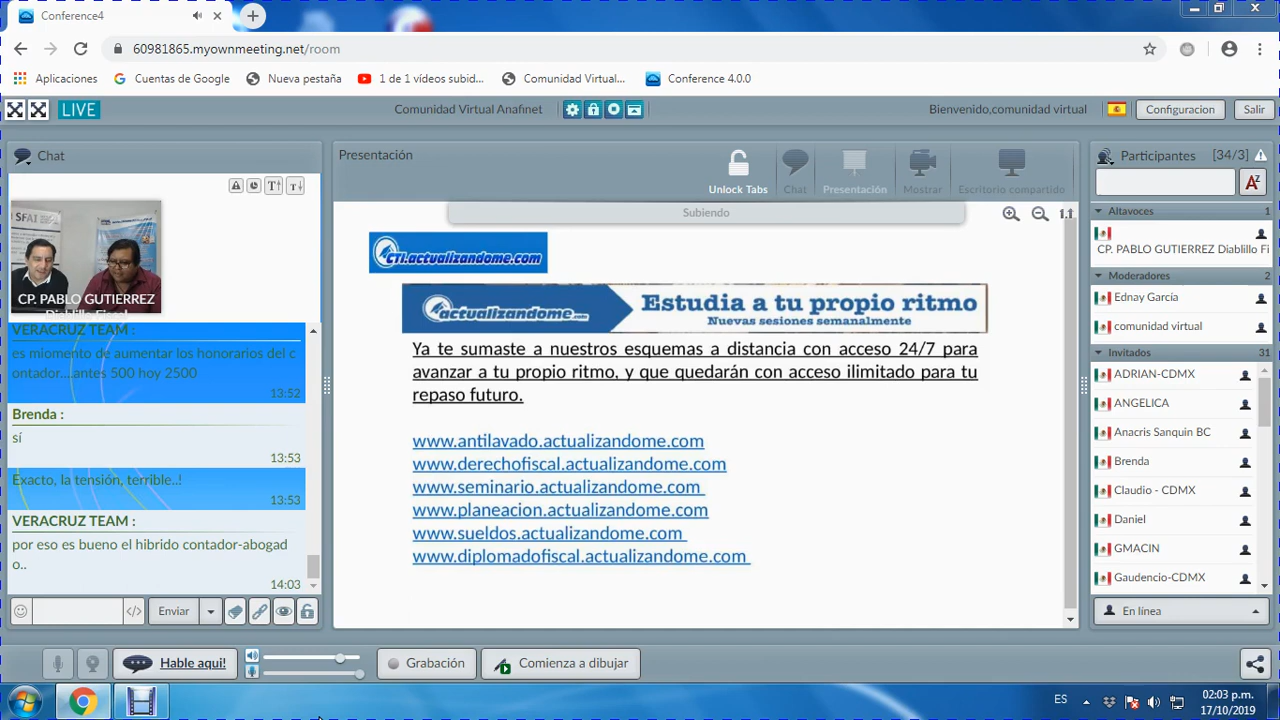 Conference4
60981865.myownmeeting.net/room
Aplicaciones
Cuentas de Google
Nueva pestaña
1 de 1 vídeos subid...
Comunidad Virtual...
Conference 4.0.0
LIVE
Comunidad Virtual Anafinet
Bienvenido,comunidad virtual
Configuracion
Salir
Chat
SFAI
CP. PABLO GUTIERREZ
Diablillo Fiscal
VERACRUZ TEAM :
es miomento de aumentar los honorarios del c
ontador....antes 500 hoy 2500
13:52
Brenda :
sí
13:53
Exacto, la tensión, terrible..!
13:53
VERACRUZ TEAM :
por eso es bueno el hibrido contador-abogad
o..
14:03
Enviar
Presentación
Unlock Tabs
Chat
Presentación
Mostrar
Escritorio compartido
Subiendo
1:1
CTI.actualizandome.com
actualizandome.com
Estudia a tu propio ritmo
Nuevas sesiones semanalmente
Ya te sumaste a nuestros esquemas a distancia con acceso 24/7 para
avanzar a tu propio ritmo, y que quedarán con acceso ilimitado para tu
repaso futuro.
www.antilavado.actualizandome.com
www.derechofiscal.actualizandome.com
www.seminario.actualizandome.com
www.planeacion.actualizandome.com
www.sueldos.actualizandome.com
www.diplomadofiscal.actualizandome.com
Participantes [34/3]
Altavoces 1
CP. PABLO GUTIERREZ Diablillo Fi
Moderadores 2
Ednay García
comunidad virtual
Invitados 31
ADRIAN-CDMX
ANGELICA
Anacris Sanquin BC
Brenda
Claudio - CDMX
Daniel
GMACIN
Gaudencio-CDMX
En línea
Hable aqui!
Grabación
Comienza a dibujar
ES
02:03 p.m.
17/10/2019